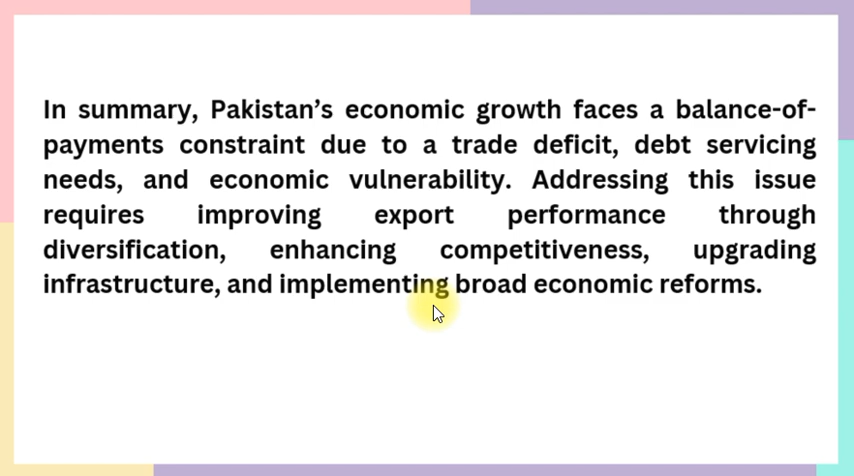 In summary, Pakistan’s economic growth faces a balance-of-
payments constraint due to a trade deficit, debt servicing
needs, and economic vulnerability. Addressing this issue
requires improving export performance through
diversification, enhancing competitiveness, upgrading
infrastructure, and implementing broad economic reforms.